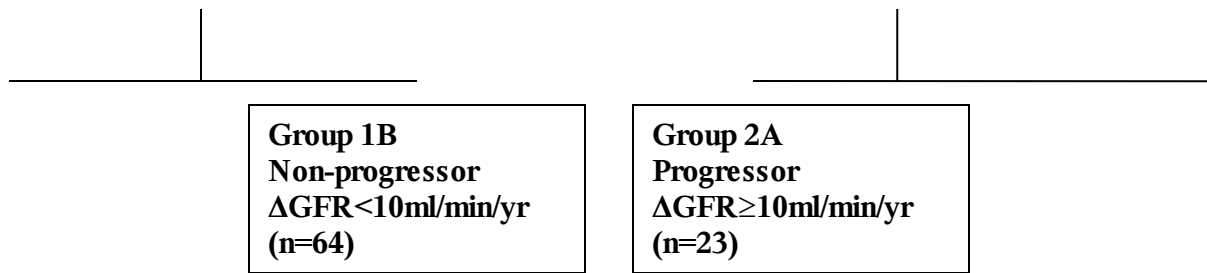 Group 1B
Non-progressor
ΔGFR<10ml/min/yr
(n=64)
Group 2A
Progressor
ΔGFR≥10ml/min/yr
(n=23)